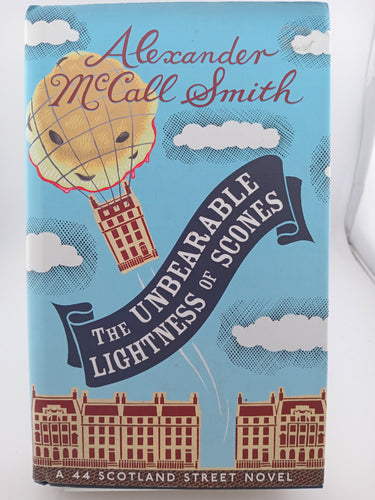 Alexander
McCall Smith
THE UNBEARABLE
LIGHTNESS OF SCONES
A 44 SCOTLAND STREET NOVEL